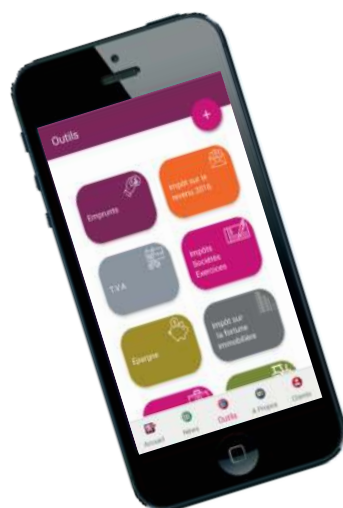 Outils
+
Emprunts
Impôt sur le
revenu 2016
T.V.A
Impôts
Sociétés
Exercices
Epargne
Impôt sur
la fortune
immobilière
Accueil
News
Outils
A Propos
Clients